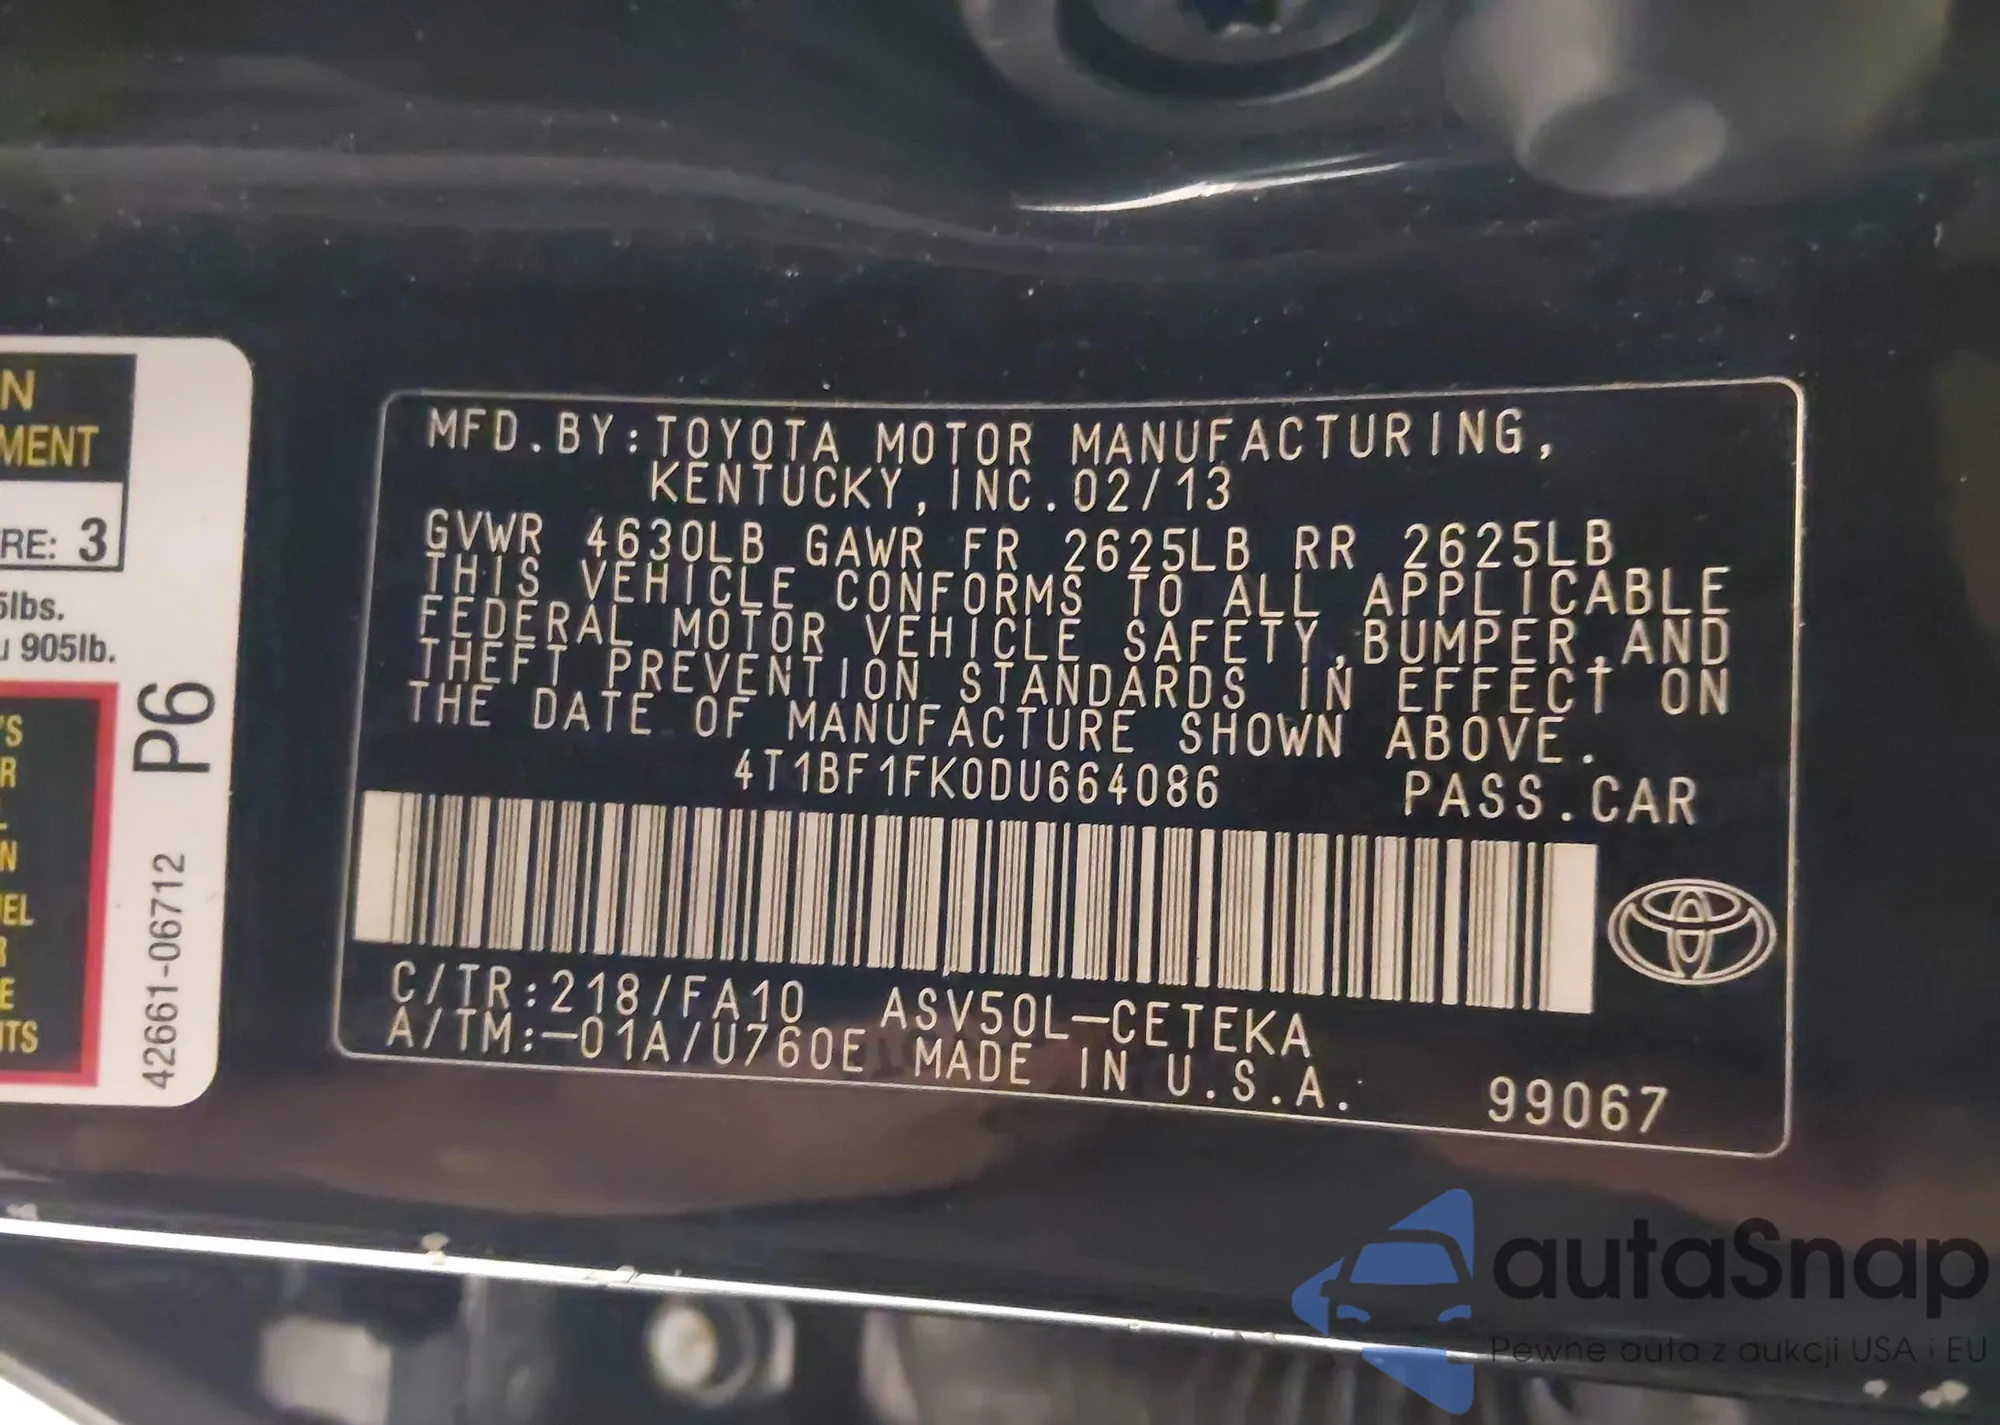 N
MENT
RE: 3
5lbs.
u 905lb.
'S
R
L
N
EL
R
E
ITS
P6
42661-06712
MFD.BY:TOYOTA MOTOR MANUFACTURING,
KENTUCKY,INC.02/13
GVWR 4630LB GAWR FR 2625LB RR 2625LB
THIS VEHICLE CONFORMS TO ALL APPLICABLE
FEDERAL MOTOR VEHICLE SAFETY,BUMPER,AND
THEFT PREVENTION STANDARDS IN EFFECT ON
THE DATE OF MANUFACTURE SHOWN ABOVE.
4T1BF1FK0DU664086 PASS.CAR
C/TR:218/FA10 ASV50L-CETEKA
A/TM:-01A/U760E MADE IN U.S.A.
99067
autaSnap
Pewne auta z aukcji USA i EU